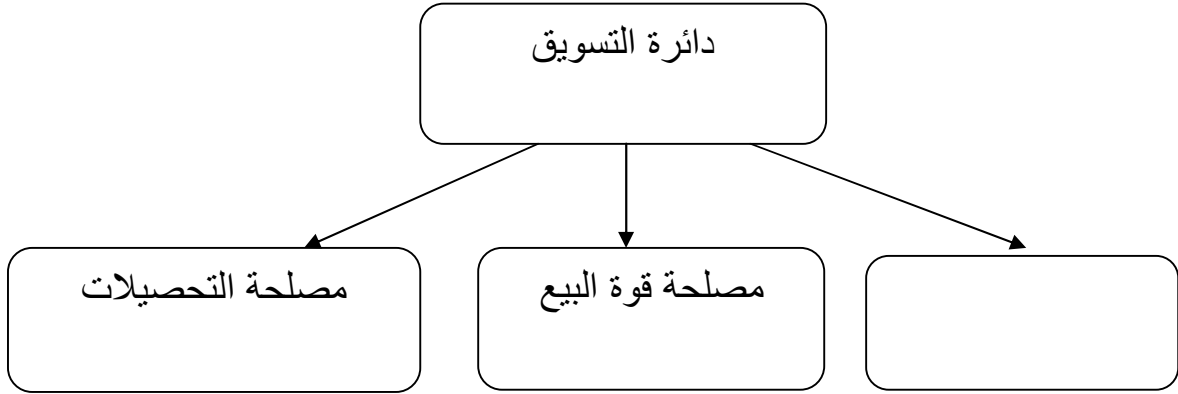 دائرة التسويق
مصلحة قوة البيع
مصلحة التحصيلات